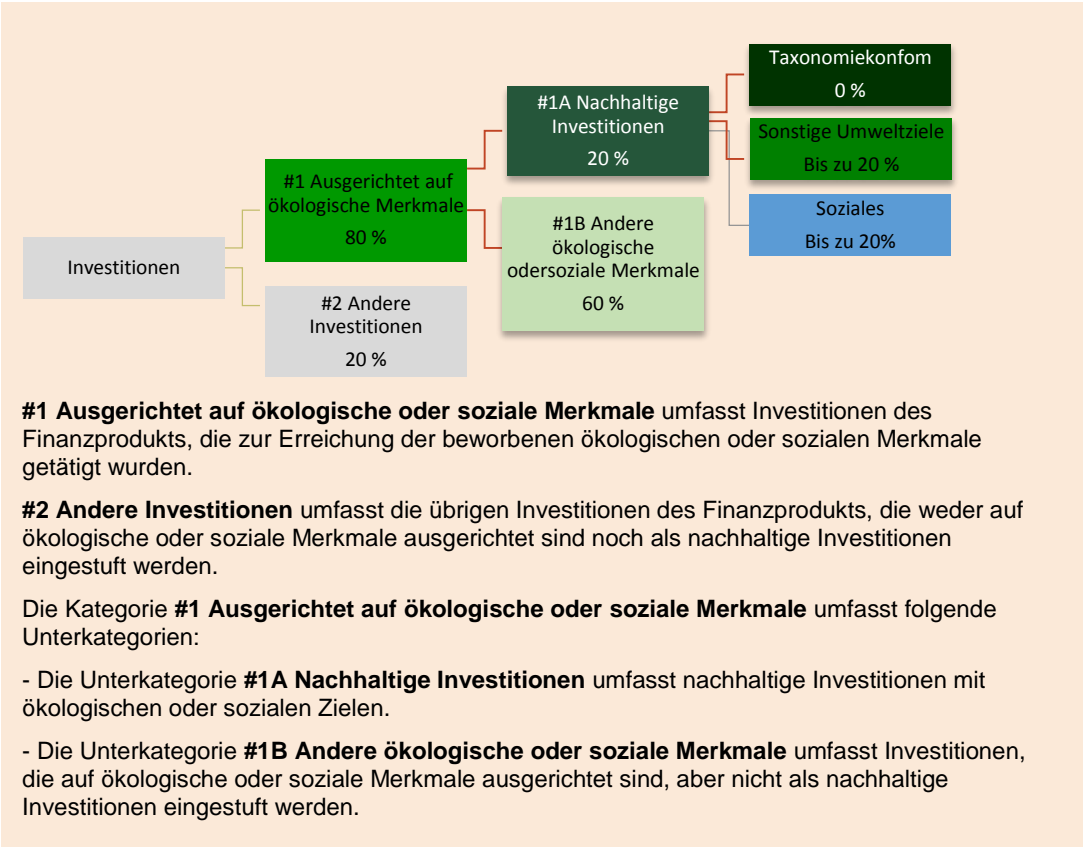 Investitionen
#1 Ausgerichtet auf
ökologische Merkmale
80 %
#2 Andere
Investitionen
20 %
#1A Nachhaltige
Investitionen
20 %
#1B Andere
ökologische
odersoziale Merkmale
60 %
Taxonomiekonfom
0 %
Sonstige Umweltziele
Bis zu 20 %
Soziales
Bis zu 20%
#1 Ausgerichtet auf ökologische oder soziale Merkmale umfasst Investitionen des
Finanzprodukts, die zur Erreichung der beworbenen ökologischen oder sozialen Merkmale
getätigt wurden.
#2 Andere Investitionen umfasst die übrigen Investitionen des Finanzprodukts, die weder auf
ökologische oder soziale Merkmale ausgerichtet sind noch als nachhaltige Investitionen
eingestuft werden.
Die Kategorie #1 Ausgerichtet auf ökologische oder soziale Merkmale umfasst folgende
Unterkategorien:
- Die Unterkategorie #1A Nachhaltige Investitionen umfasst nachhaltige Investitionen mit
ökologischen oder sozialen Zielen.
- Die Unterkategorie #1B Andere ökologische oder soziale Merkmale umfasst Investitionen,
die auf ökologische oder soziale Merkmale ausgerichtet sind, aber nicht als nachhaltige
Investitionen eingestuft werden.